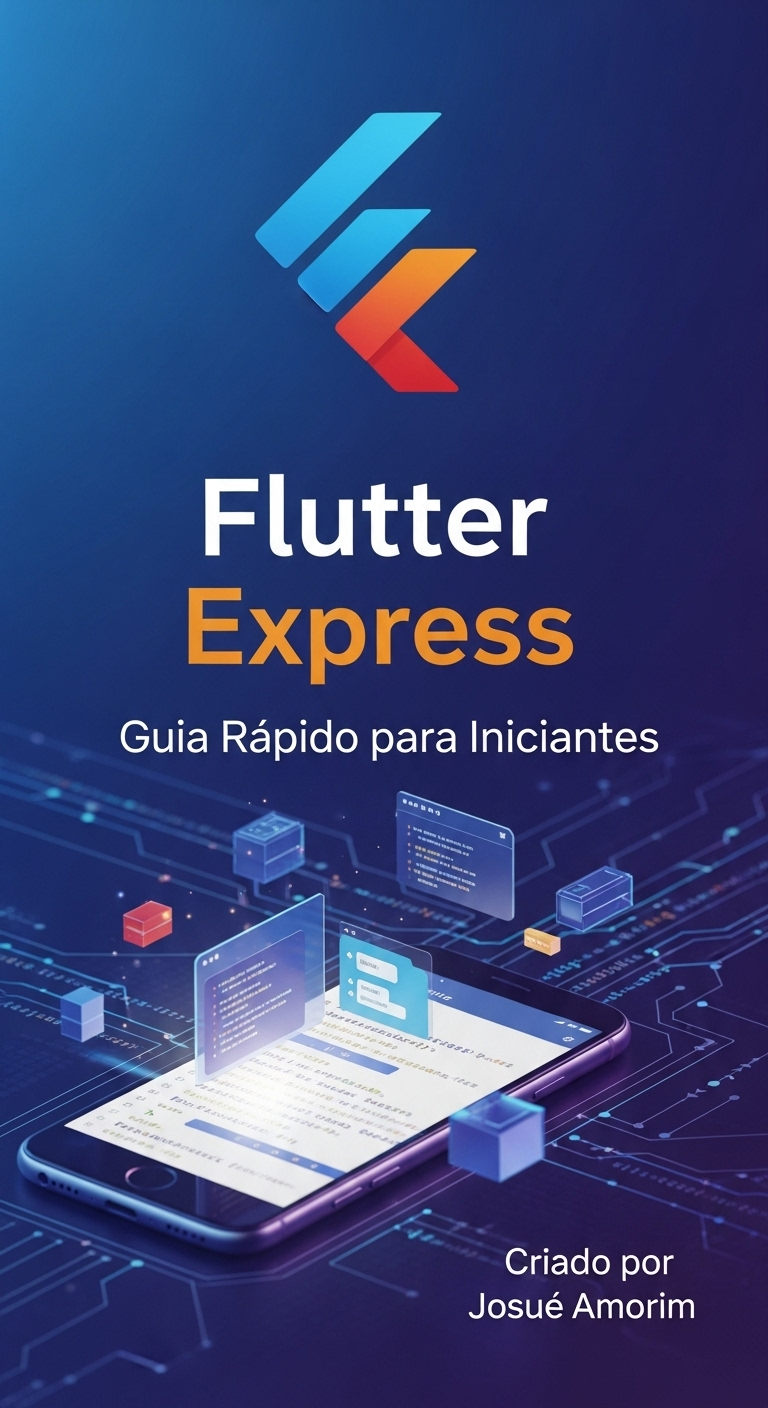 Flutter
Express
Guia Rápido para Iniciantes
Criado por
Josué Amorim